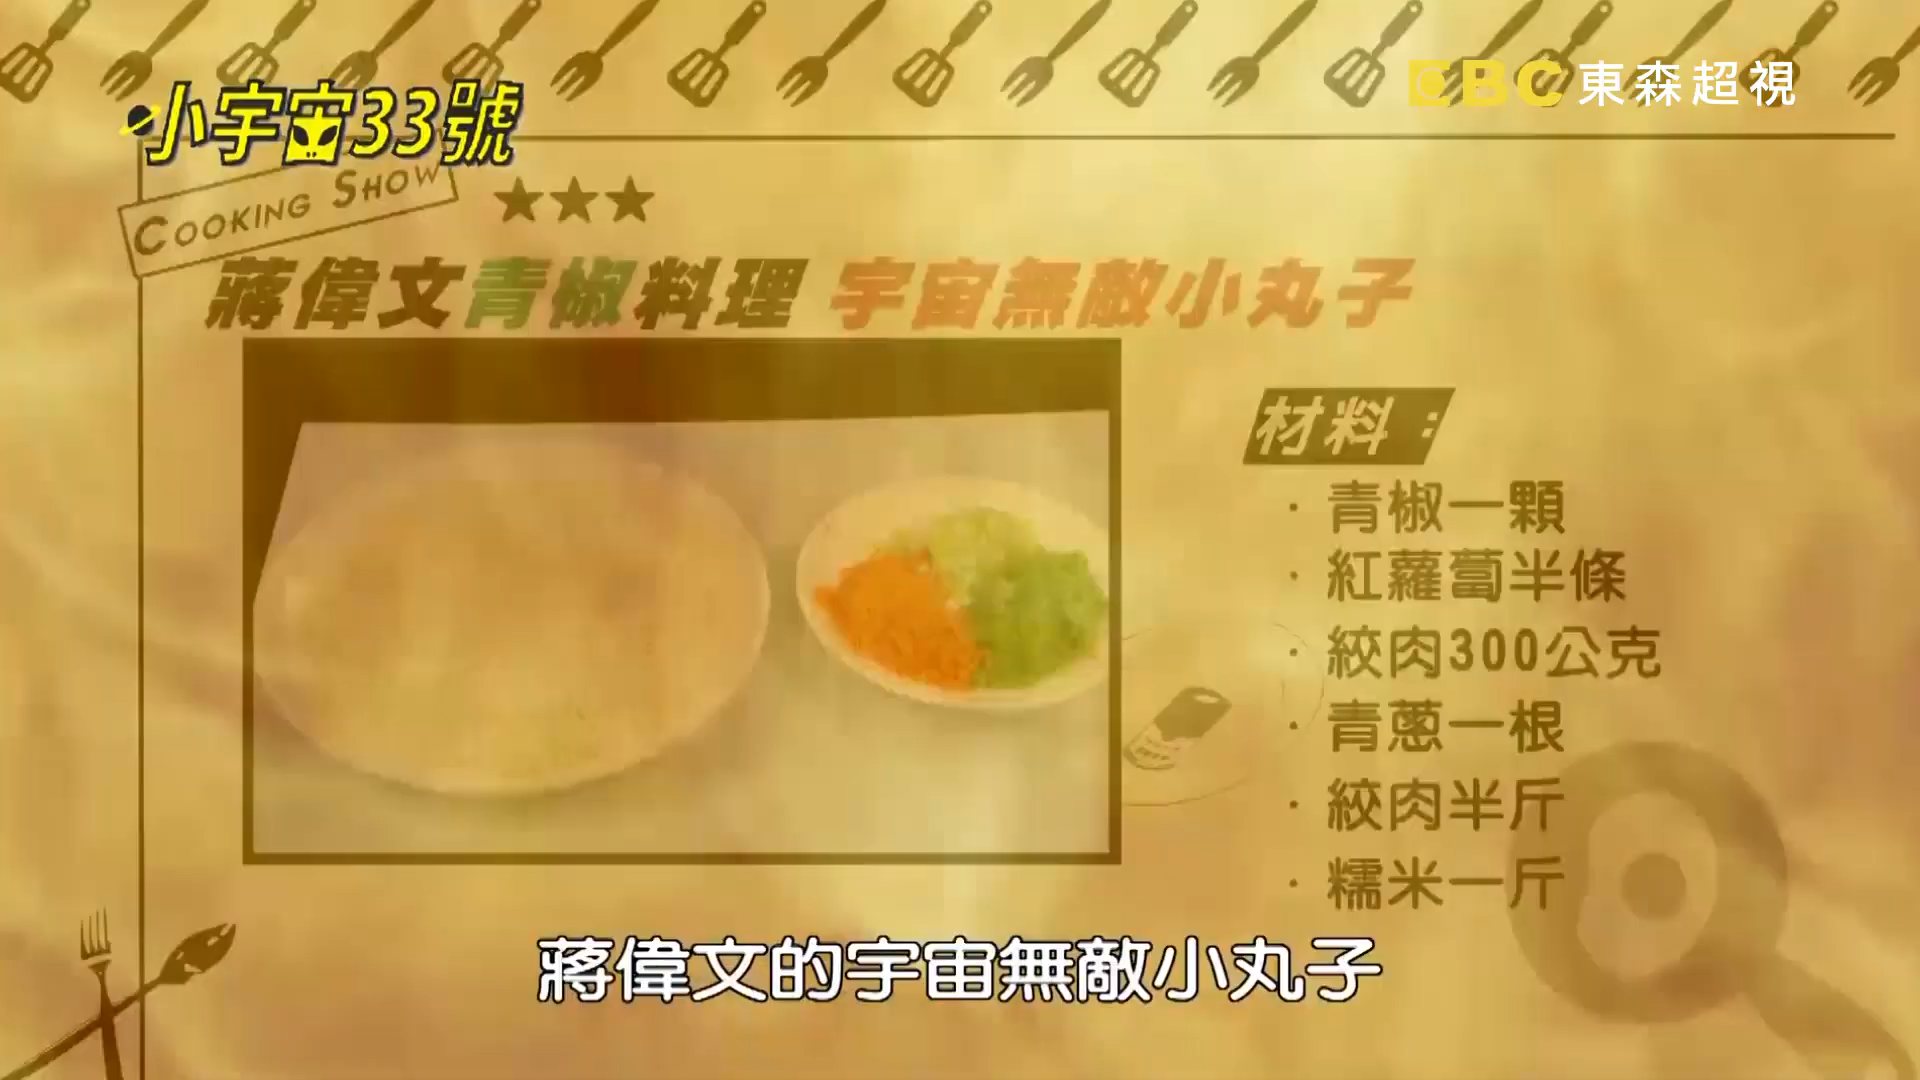 小宇宙33號
EBC 東森超視
COOKING SHOW
蔣偉文青椒料理 宇宙無敵小丸子
材料：
· 青椒一顆
· 紅蘿蔔半條
· 絞肉300公克
· 青蔥一根
· 絞肉半斤
· 糯米一斤
蔣偉文的宇宙無敵小丸子